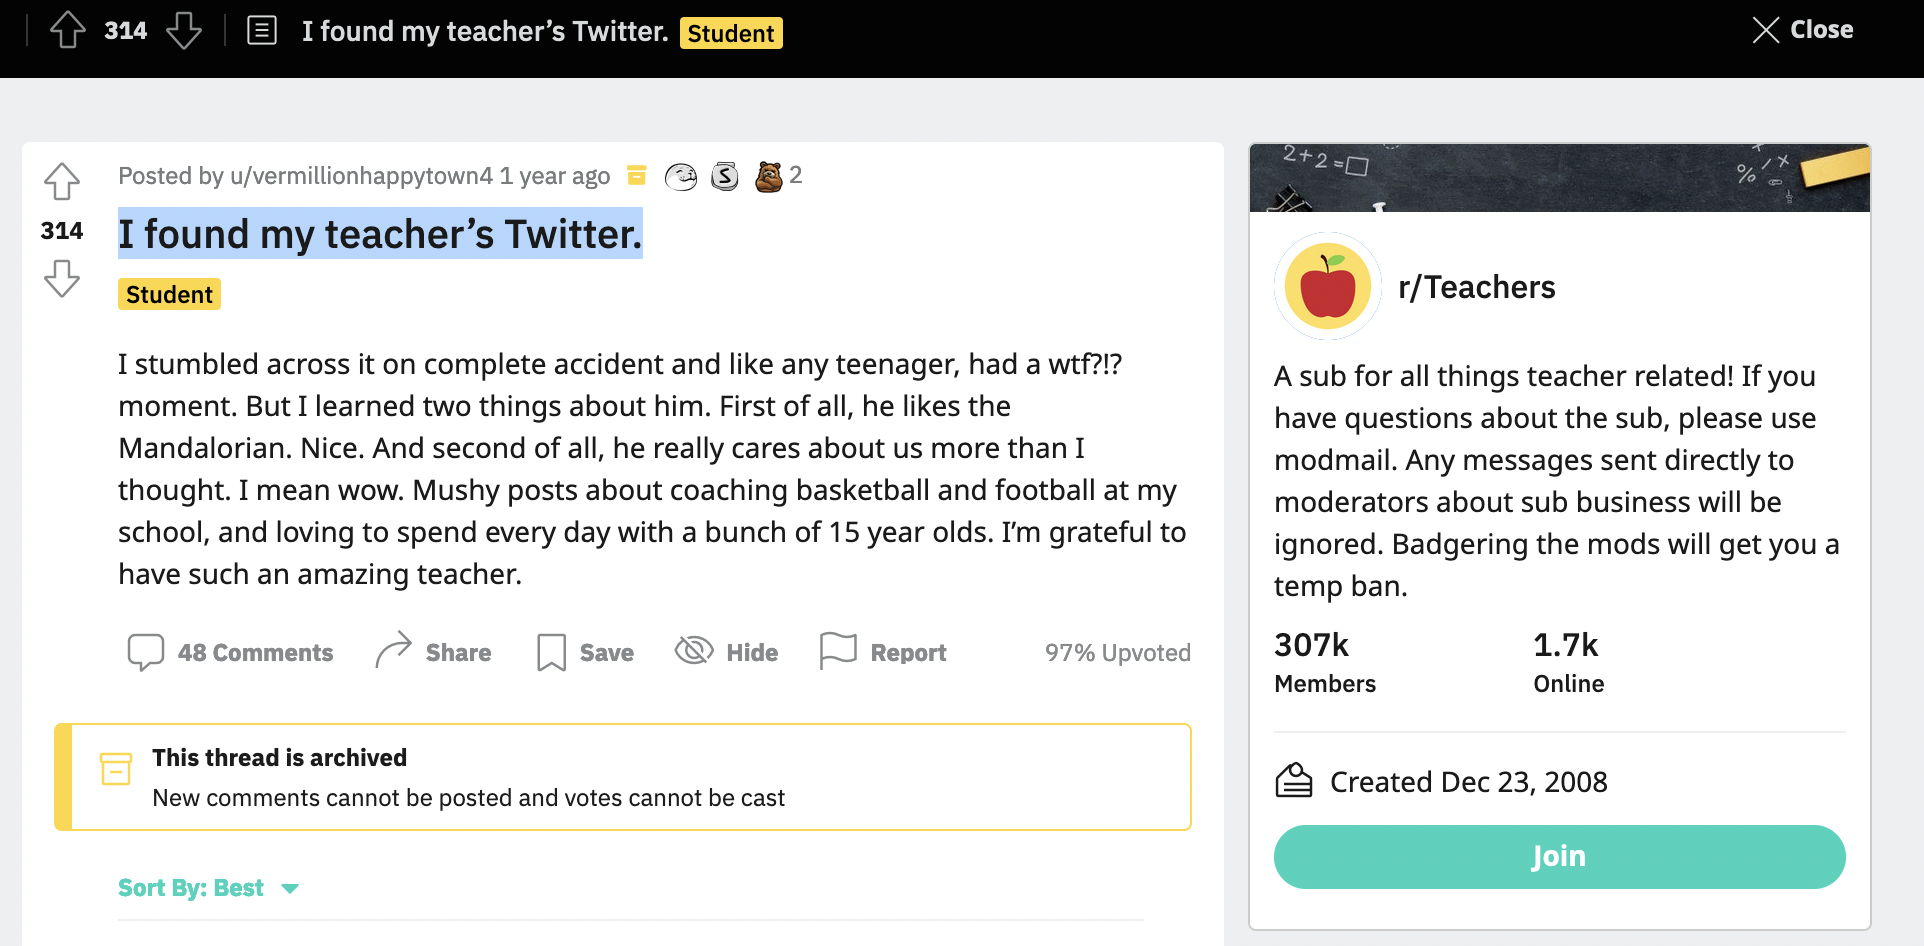 314
I found my teacher’s Twitter.
Student
Close
Posted by u/vermillionhappytown4 1 year ago
S
2
314
I found my teacher’s Twitter.
Student
I stumbled across it on complete accident and like any teenager, had a wtf?!?
moment. But I learned two things about him. First of all, he likes the
Mandalorian. Nice. And second of all, he really cares about us more than I
thought. I mean wow. Mushy posts about coaching basketball and football at my
school, and loving to spend every day with a bunch of 15 year olds. I’m grateful to
have such an amazing teacher.
48 Comments
Share
Save
Hide
Report
97% Upvoted
This thread is archived
New comments cannot be posted and votes cannot be cast
Sort By: Best
2+2=
% / ×
r/Teachers
A sub for all things teacher related! If you
have questions about the sub, please use
modmail. Any messages sent directly to
moderators about sub business will be
ignored. Badgering the mods will get you a
temp ban.
307k
Members
1.7k
Online
Created Dec 23, 2008
Join